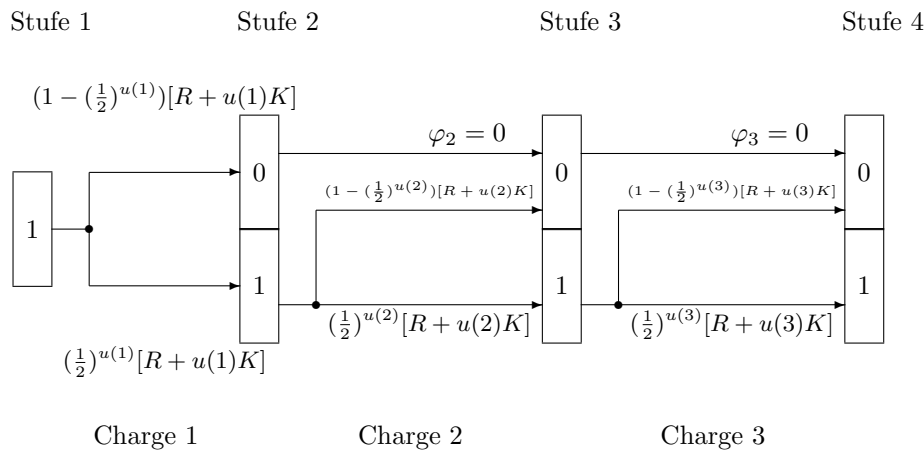 Stufe 1 Stufe 2 Stufe 3 Stufe 4
(1 − (1/2)^{u(1)})[R + u(1)K]
φ₂ = 0 φ₃ = 0
0 0 0
(1 − (1/2)^{u(2)})[R + u(2)K] (1 − (1/2)^{u(3)})[R + u(3)K]
1
1 1 1
(1/2)^{u(2)}[R + u(2)K] (1/2)^{u(3)}[R + u(3)K]
(1/2)^{u(1)}[R + u(1)K]
Charge 1 Charge 2 Charge 3